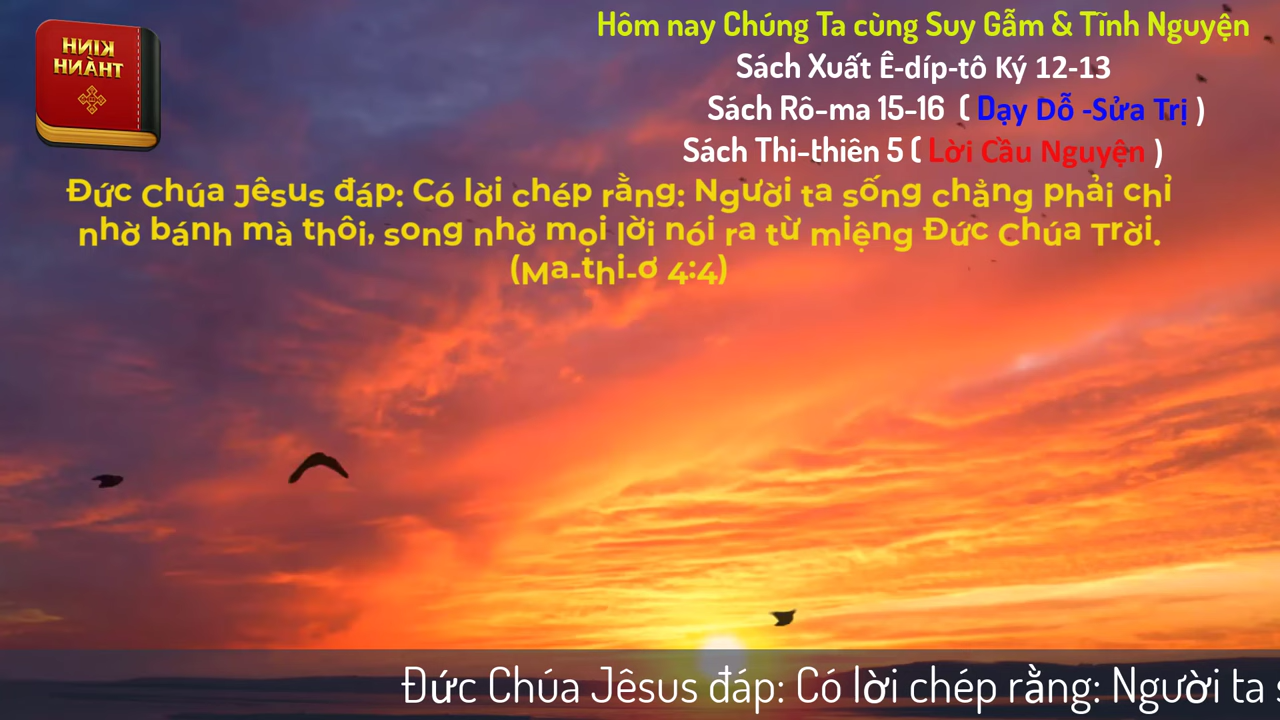 KINH
THÀNH
Hôm nay Chúng Ta cùng Suy Gẫm & Tĩnh Nguyện
Sách Xuất Ê-díp-tô Ký 12-13
Sách Rô-ma 15-16 ( Dạy Dỗ -Sửa Trị )
Sách Thi-thiên 5 ( Lời Cầu Nguyện )
Đức Chúa Jêsus đáp: Có lời chép rằng: Người ta sống chẳng phải chỉ
nhờ bánh mà thôi, song nhờ mọi lời nói ra từ miệng Đức Chúa Trời.
(Ma-thi-ơ 4:4)
Đức Chúa Jêsus đáp: Có lời chép rằng: Người ta